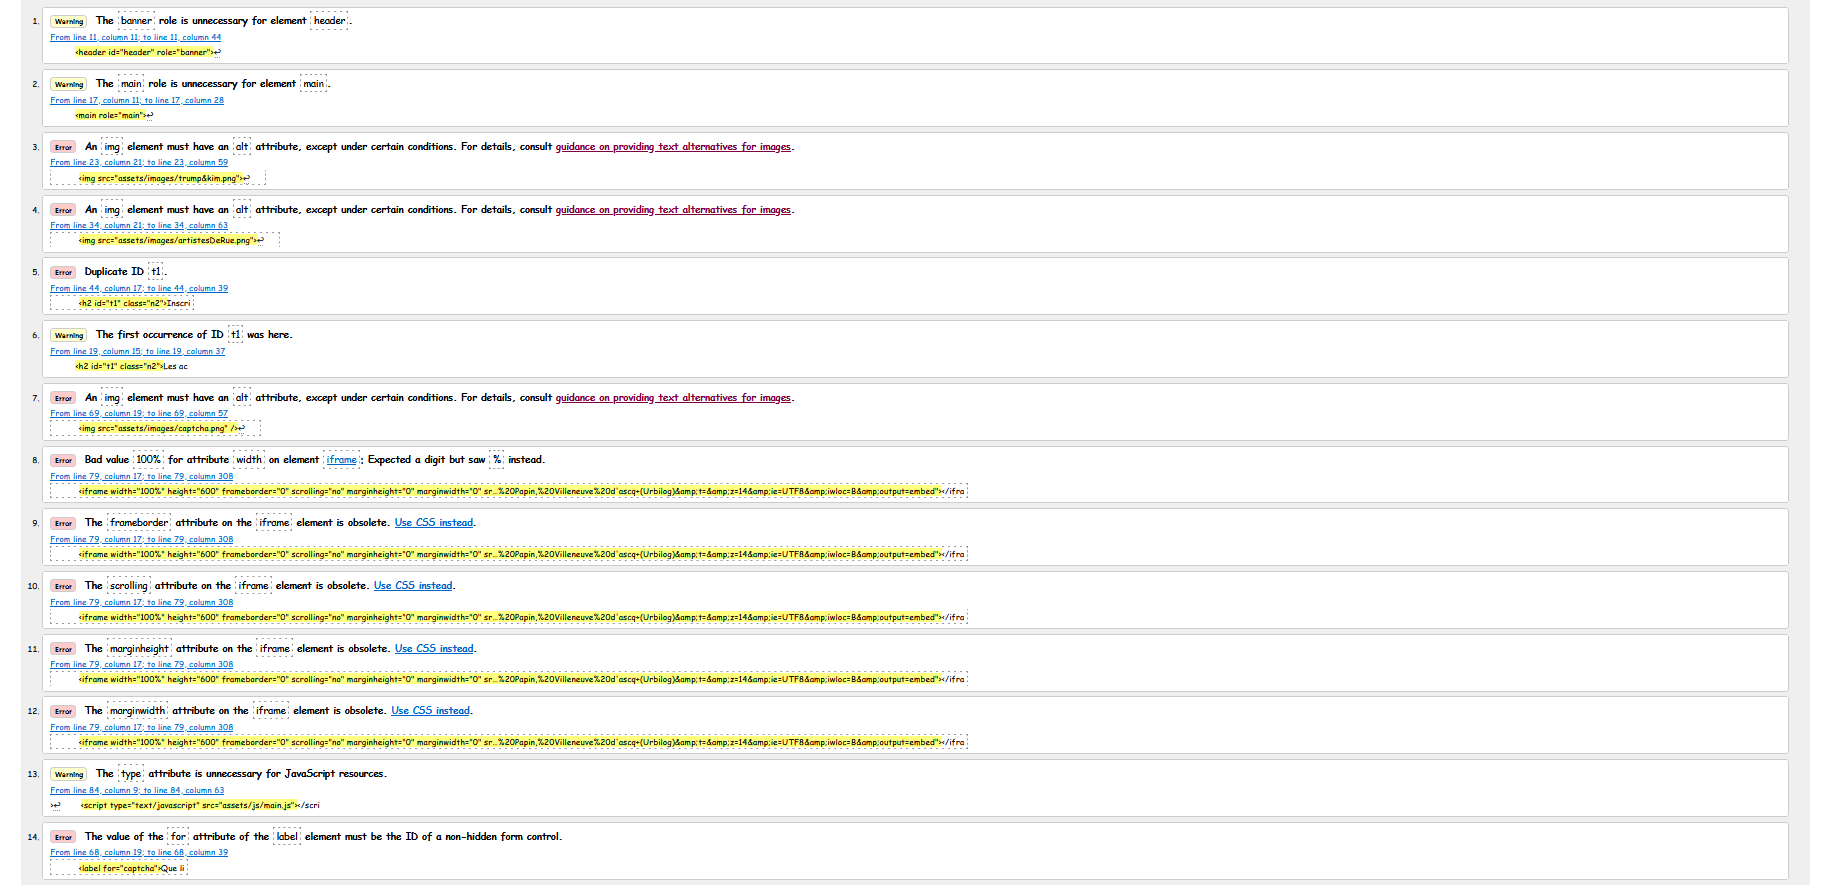 1. Warning The banner role is unnecessary for element header.
From line 11, column 11; to line 11, column 44
<header id="header" role="banner">↩
2. Warning The main role is unnecessary for element main.
From line 17, column 11; to line 17, column 28
<main role="main">↩
3. Error An img element must have an alt attribute, except under certain conditions. For details, consult guidance on providing text alternatives for images.
From line 23, column 21; to line 23, column 59
<img src="assets/images/trump&kim.png">↩
4. Error An img element must have an alt attribute, except under certain conditions. For details, consult guidance on providing text alternatives for images.
From line 34, column 21; to line 34, column 63
<img src="assets/images/artistesDeRue.png">↩
5. Error Duplicate ID t1.
From line 44, column 17; to line 44, column 39
<h2 id="t1" class="n2">Inscri
6. Warning The first occurrence of ID t1 was here.
From line 19, column 15; to line 19, column 37
<h2 id="t1" class="n2">Les ac
7. Error An img element must have an alt attribute, except under certain conditions. For details, consult guidance on providing text alternatives for images.
From line 69, column 19; to line 69, column 57
<img src="assets/images/captcha.png" />↩
8. Error Bad value 100% for attribute width on element iframe: Expected a digit but saw % instead.
From line 79, column 17; to line 79, column 308
<iframe width="100%" height="600" frameborder="0" scrolling="no" marginheight="0" marginwidth="0" sr...%20Papin,%20Villeneuve%20d'ascq+(Urbilog)&amp;t=&amp;z=14&amp;ie=UTF8&amp;iwloc=B&amp;output=embed"></ifra
9. Error The frameborder attribute on the iframe element is obsolete. Use CSS instead.
From line 79, column 17; to line 79, column 308
<iframe width="100%" height="600" frameborder="0" scrolling="no" marginheight="0" marginwidth="0" sr...%20Papin,%20Villeneuve%20d'ascq+(Urbilog)&amp;t=&amp;z=14&amp;ie=UTF8&amp;iwloc=B&amp;output=embed"></ifra
10. Error The scrolling attribute on the iframe element is obsolete. Use CSS instead.
From line 79, column 17; to line 79, column 308
<iframe width="100%" height="600" frameborder="0" scrolling="no" marginheight="0" marginwidth="0" sr...%20Papin,%20Villeneuve%20d'ascq+(Urbilog)&amp;t=&amp;z=14&amp;ie=UTF8&amp;iwloc=B&amp;output=embed"></ifra
11. Error The marginheight attribute on the iframe element is obsolete. Use CSS instead.
From line 79, column 17; to line 79, column 308
<iframe width="100%" height="600" frameborder="0" scrolling="no" marginheight="0" marginwidth="0" sr...%20Papin,%20Villeneuve%20d'ascq+(Urbilog)&amp;t=&amp;z=14&amp;ie=UTF8&amp;iwloc=B&amp;output=embed"></ifra
12. Error The marginwidth attribute on the iframe element is obsolete. Use CSS instead.
From line 79, column 17; to line 79, column 308
<iframe width="100%" height="600" frameborder="0" scrolling="no" marginheight="0" marginwidth="0" sr...%20Papin,%20Villeneuve%20d'ascq+(Urbilog)&amp;t=&amp;z=14&amp;ie=UTF8&amp;iwloc=B&amp;output=embed"></ifra
13. Warning The type attribute is unnecessary for JavaScript resources.
From line 84, column 9; to line 84, column 63
>↩ <script type="text/javascript" src="assets/js/main.js"></scri
14. Error The value of the for attribute of the label element must be the ID of a non-hidden form control.
From line 68, column 19; to line 68, column 39
<label for="captcha">Que li